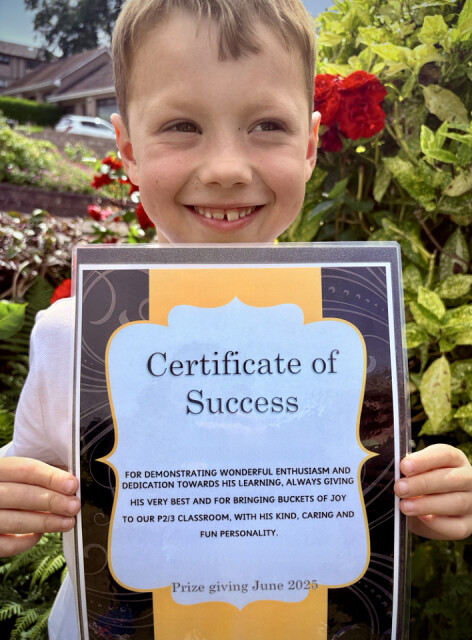 Certificate of
Success
FOR DEMONSTRATING WONDERFUL ENTHUSIASM AND
DEDICATION TOWARDS HIS LEARNING, ALWAYS GIVING
HIS VERY BEST AND FOR BRINGING BUCKETS OF JOY
TO OUR P2/3 CLASSROOM, WITH HIS KIND, CARING AND
FUN PERSONALITY.
Prize giving June 2025